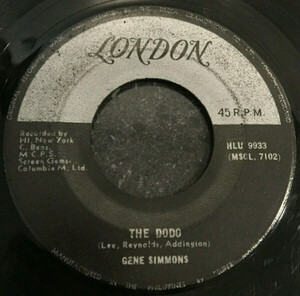 LONDON
45 R.P.M.
Recorded by
HI, New York
C. Bens,
M.C.P.S.
Screen Gems-
Columbia M. Ltd.
HLU 9933
(MSCL. 7102)
THE DODO
(Lee, Reynolds, Addington)
GENE SIMMONS